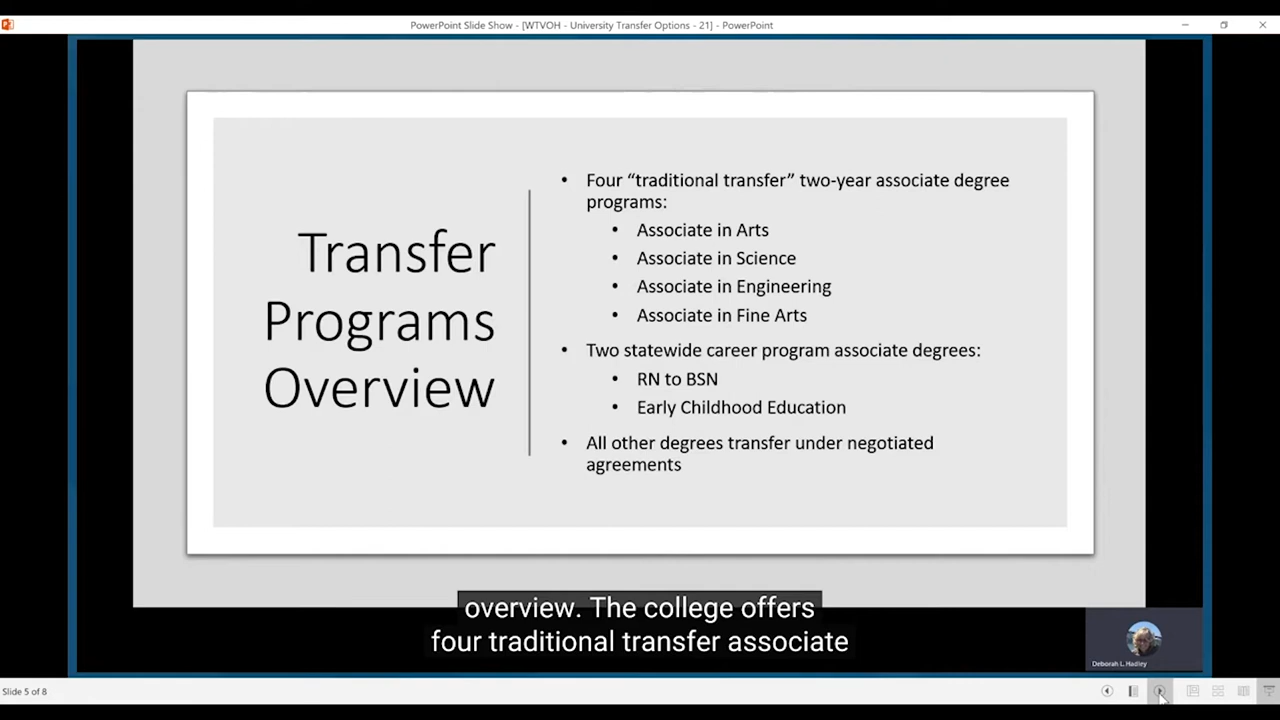 PowerPoint Slide Show - [WTVOH - University Transfer Options - 21] - PowerPoint
Transfer
Programs
Overview
• Four “traditional transfer” two-year associate degree
programs:
• Associate in Arts
• Associate in Science
• Associate in Engineering
• Associate in Fine Arts
• Two statewide career program associate degrees:
• RN to BSN
• Early Childhood Education
• All other degrees transfer under negotiated
agreements
overview. The college offers
four traditional transfer associate
Deborah L. Hadley
Slide 5 of 8